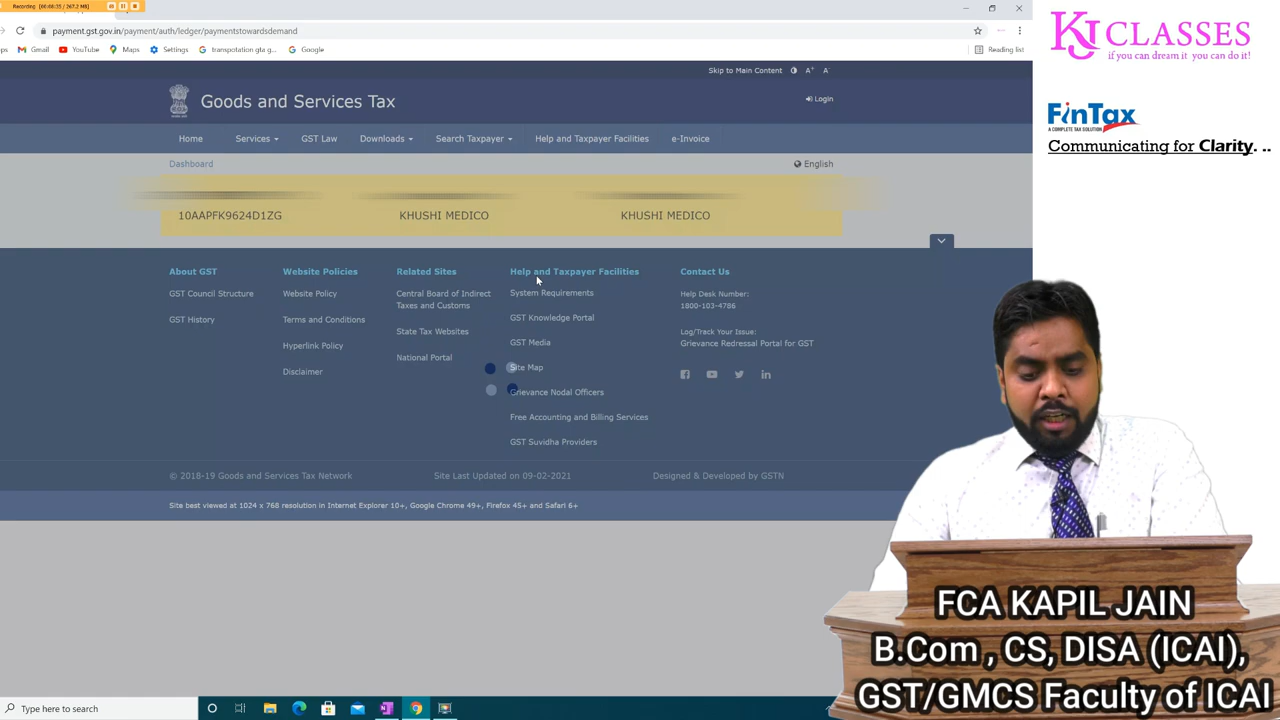 Recording [00:08:35 / 267.2 MB]
payment.gst.gov.in/payment/auth/ledger/paymentstowardsdemand
ps Gmail YouTube Maps Settings transpotation gta g... Google Reading list
Skip to Main Content A+ A-
Goods and Services Tax
Login
Home Services Downloads GST Law Search Taxpayer Help and Taxpayer Facilities e-Invoice
Dashboard English
10AAPFK9624D1ZG KHUSHI MEDICO KHUSHI MEDICO
About GST
GST Council Structure
GST History
Website Policies
Website Policy
Terms and Conditions
Hyperlink Policy
Disclaimer
Related Sites
Central Board of Indirect
Taxes and Customs
State Tax Websites
National Portal
Help and Taxpayer Facilities
System Requirements
GST Knowledge Portal
GST Media
Site Map
Grievance Nodal Officers
Free Accounting and Billing Services
GST Suvidha Providers
Contact Us
Help Desk Number:
1800-103-4786
Log/Track Your Issue:
Grievance Redressal Portal for GST
© 2018-19 Goods and Services Tax Network Site Last Updated on 09-02-2021 Designed & Developed by GSTN
Site best viewed at 1024 x 768 resolution in Internet Explorer 10+, Google Chrome 49+, Firefox 45+ and Safari 6+
Type here to search
KJ CLASSES
if you can dream it you can do it!
FinTax
A COMPLETE TAX SOLUTION
Communicating for Clarity. ..
FCA KAPIL JAIN
B.Com , CS, DISA (ICAI),
GST/GMCS Faculty of ICAI